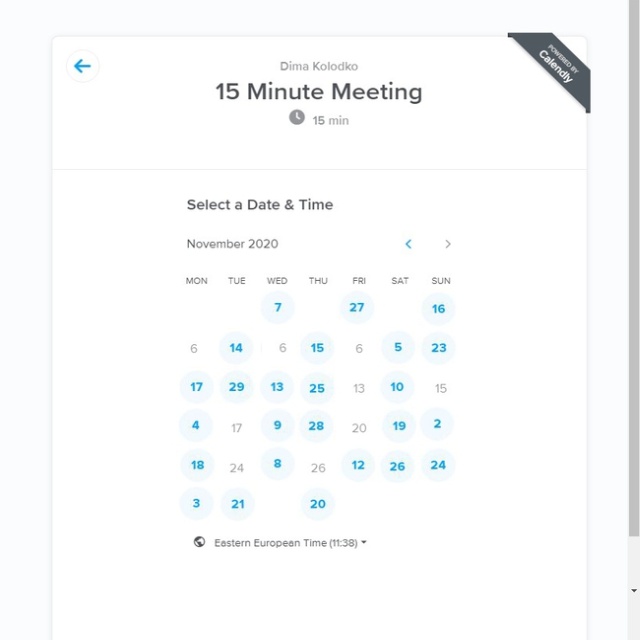 POWERED BY
Calendly
Dima Kolodko
15 Minute Meeting
15 min
Select a Date & Time
November 2020
MON TUE WED THU FRI SAT SUN
7 27 16
6 14 6 15 6 5 23
17 29 13 25 13 10 15
4 17 9 28 20 19 2
18 24 8 26 12 26 24
3 21 20
Eastern European Time (11:38)